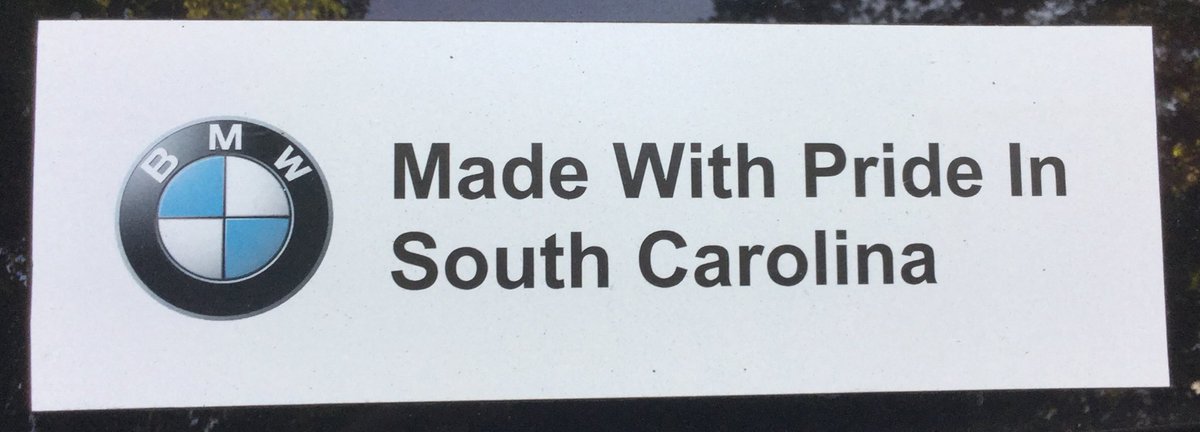 BMW
Made With Pride In
South Carolina